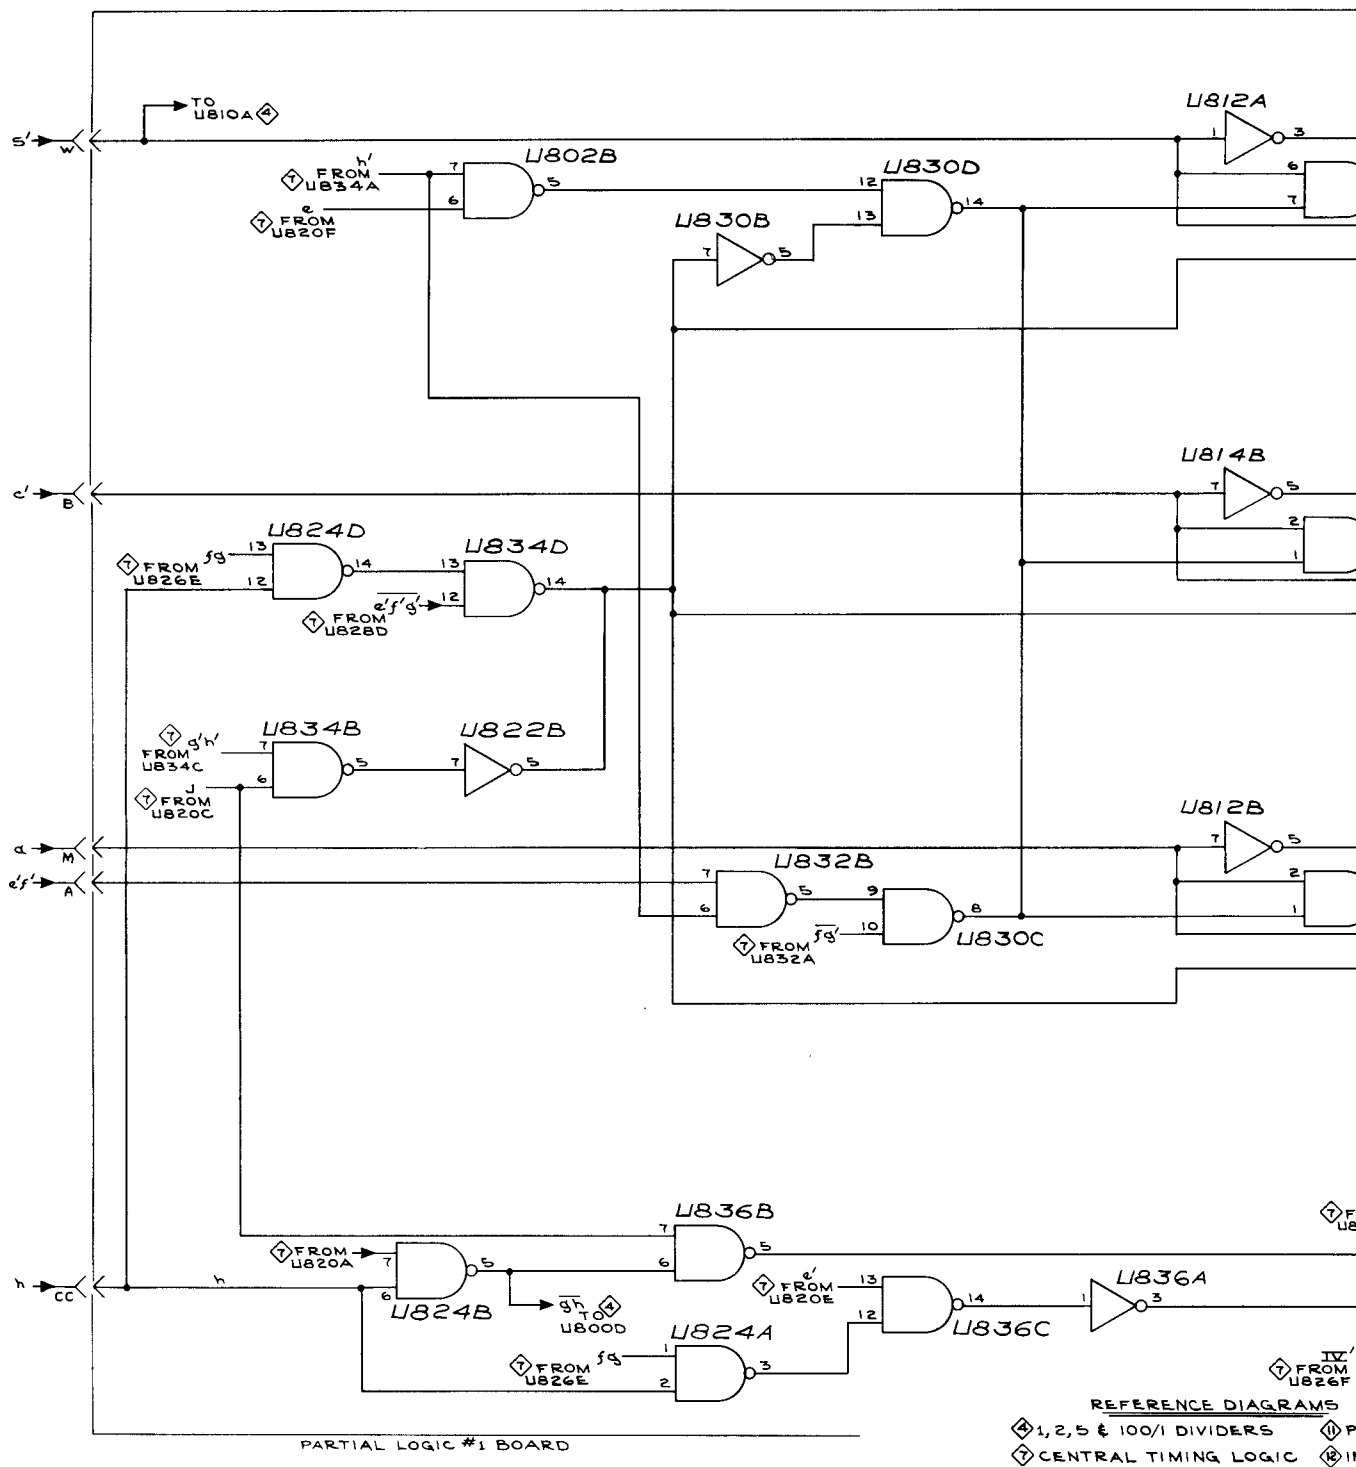 TO
U810A 4
U812A
s'
W
1
3
h'
7 FROM
U834A
7
U802B
5
e
6
7 FROM
U820F
U830D
12
14
13
U830B
7
5
6
7
c'
B
U814B
7
5
2
1
U824D
fg
13
14
12
7 FROM
U826E
U834D
13
14
12
e'f'g'
7 FROM
U828D
7 g'h'
FROM
U834C
U834B
7
5
6
J
7 FROM
U820C
U822B
7
5
a
M
U812B
7
5
2
1
e'f'
A
U832B
7
5
6
9
8
10
fg'
U830C
7 FROM
U832A
U836B
7
5
6
7 FROM
U820A
7
5
6
U824B
h
CC
h
gh
TO 4
U800D
e'
7 FROM
U820E
13
14
12
U836C
U836A
1
3
U824A
fg
1
3
2
7 FROM
U826E
7 F
U8
IV'
7 FROM
U826F
REFERENCE DIAGRAMS
4 1, 2, 5 & 100/1 DIVIDERS 11 P
7 CENTRAL TIMING LOGIC 12 I
PARTIAL LOGIC #1 BOARD